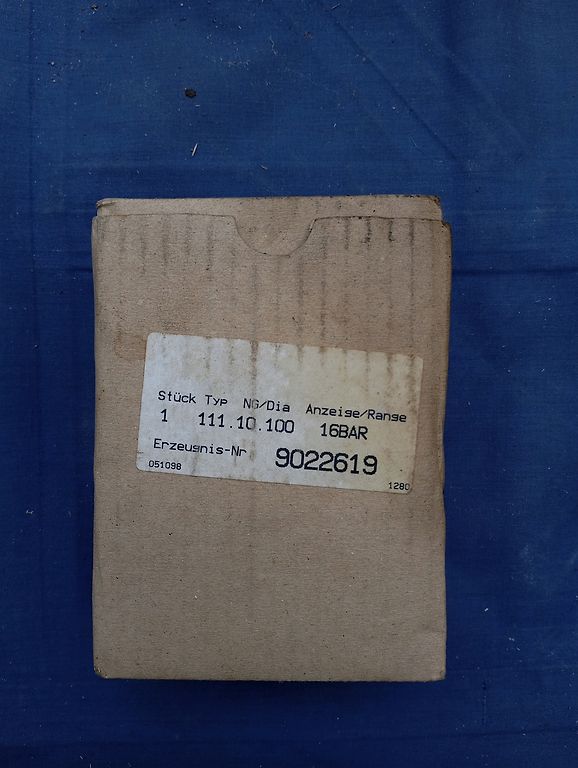 Stück Typ NG/Dia Anzeige/Range
1 111.10.100 16BAR
Erzeugnis-Nr 9022619
051098 1280